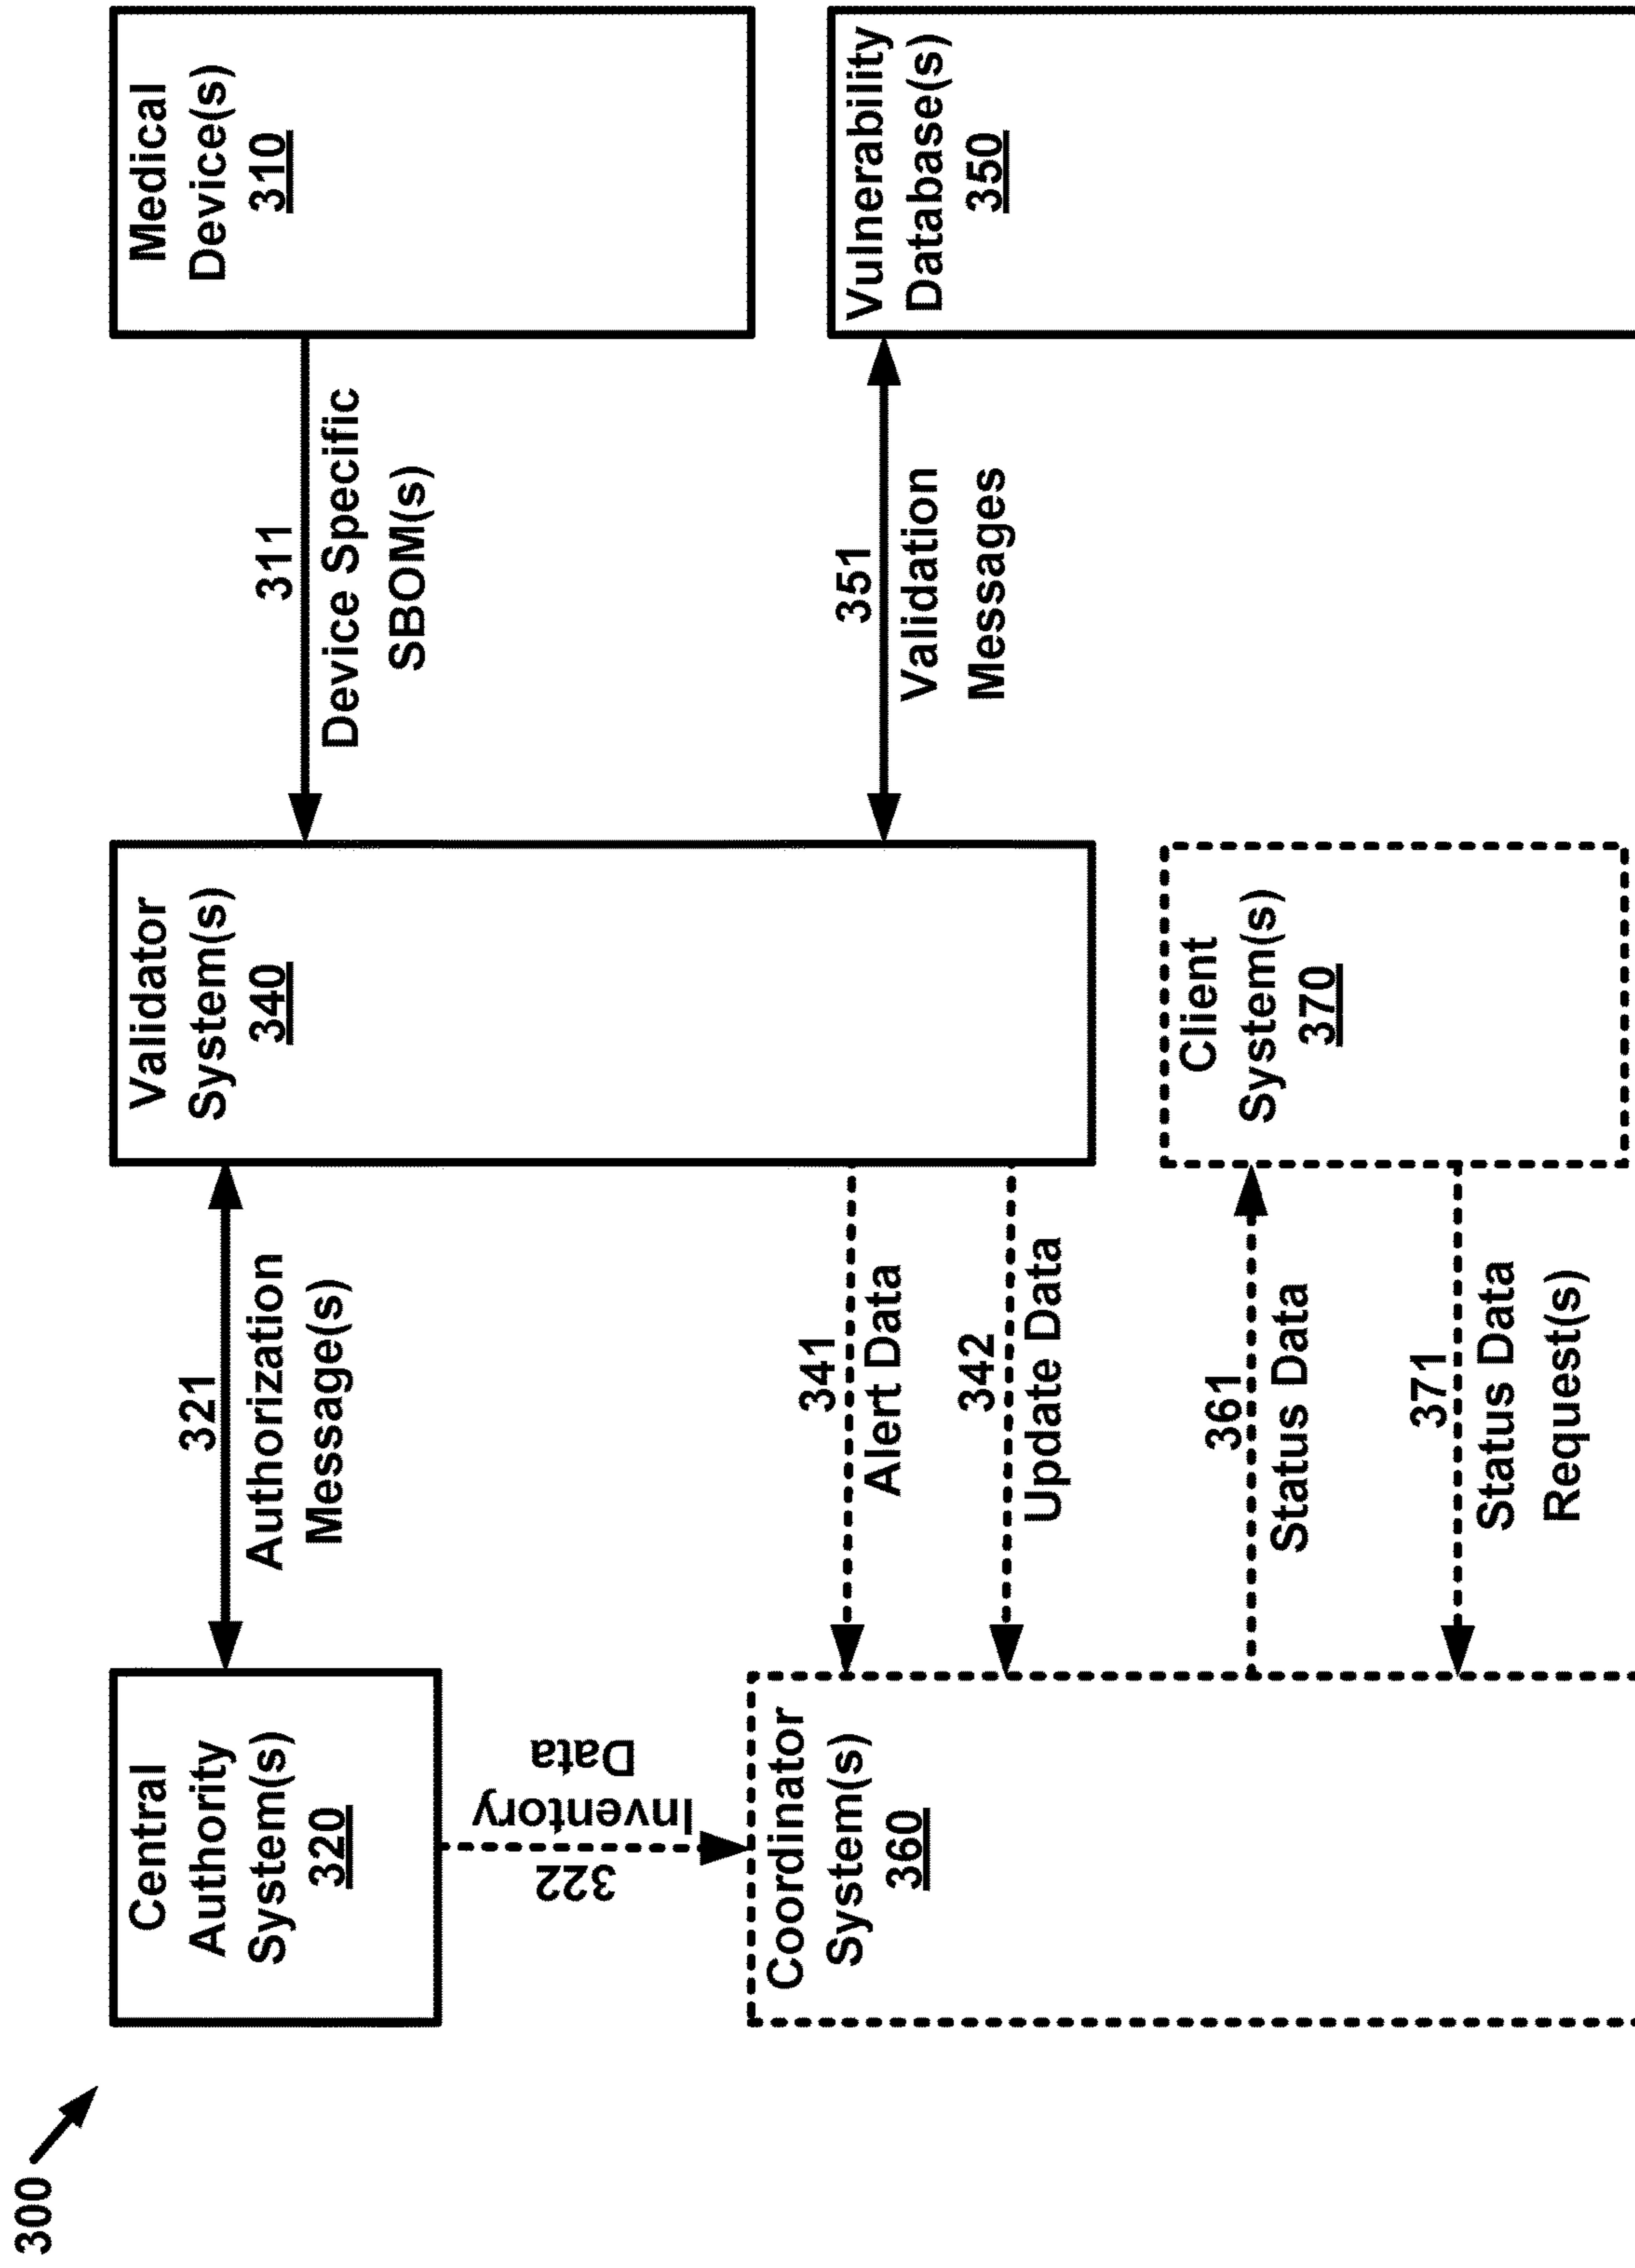 300
Central
Authority
System(s)
320
321
Authorization
Message(s)
Validator
System(s)
340
311
Device Specific
SBOM(s)
Medical
Device(s)
310
322
Inventory
Data
Coordinator
System(s)
360
341
Alert Data
342
Update Data
351
Validation
Messages
Vulnerability
Database(s)
350
361
Status Data
371
Status Data
Request(s)
Client
System(s)
370